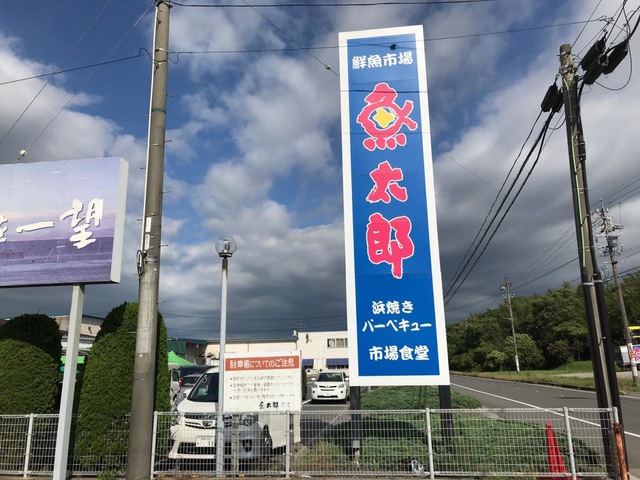 鮮魚市場
魚太郎
浜焼き
バーベキュー
市場食堂
を一望
駐車場についてのご注意
魚太郎